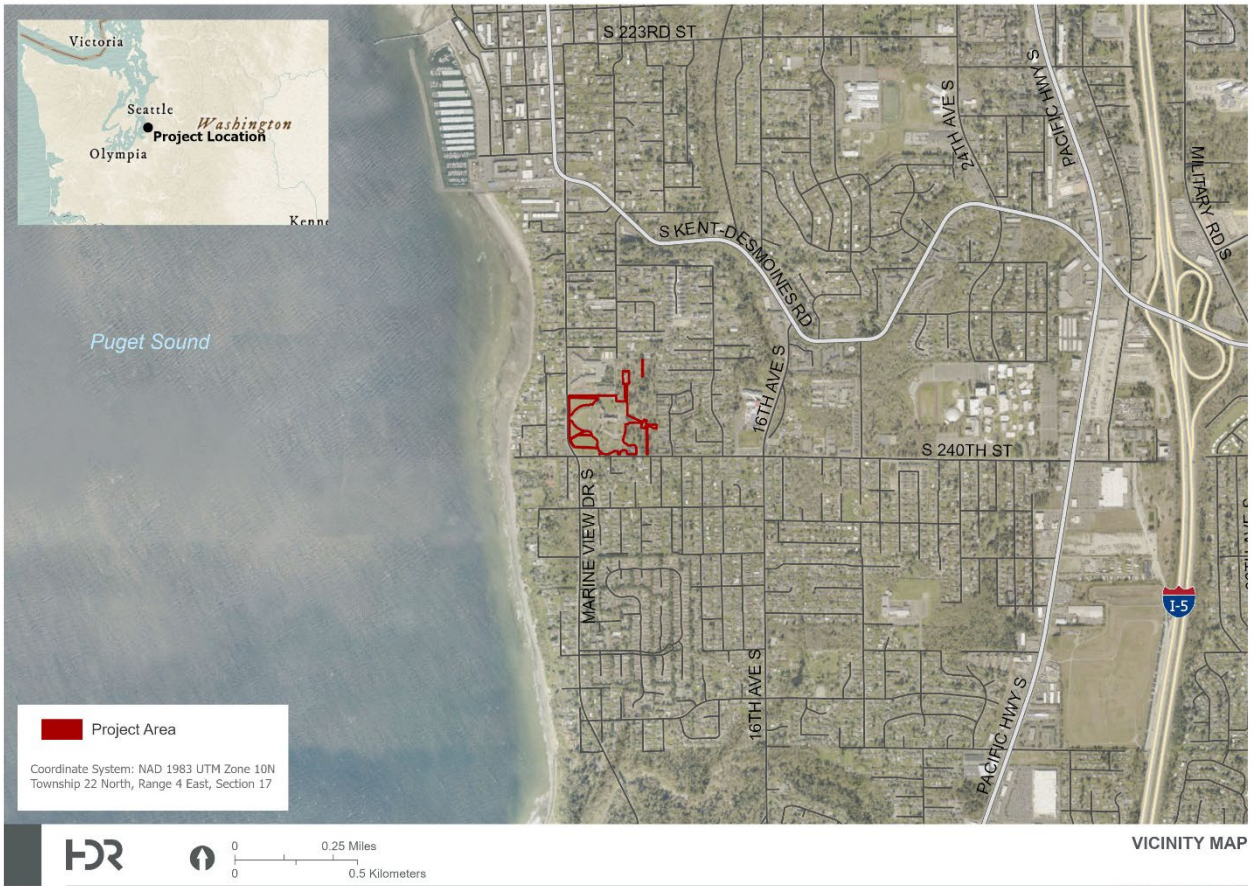 Victoria
Seattle
Washington
Project Location
Olympia
Kenne
S 223RD ST
24TH AVE S
PACIFIC HWY S
MILITARY RD S
S KENT-DESMOINES RD
Puget Sound
16TH AVE S
S 240TH ST
MARINE VIEW DR S
I-5
16TH AVE S
PACIFIC HWY S
Project Area
Coordinate System: NAD 1983 UTM Zone 10N
Township 22 North, Range 4 East, Section 17
HDR
0 0.25 Miles
0 0.5 Kilometers
VICINITY MAP